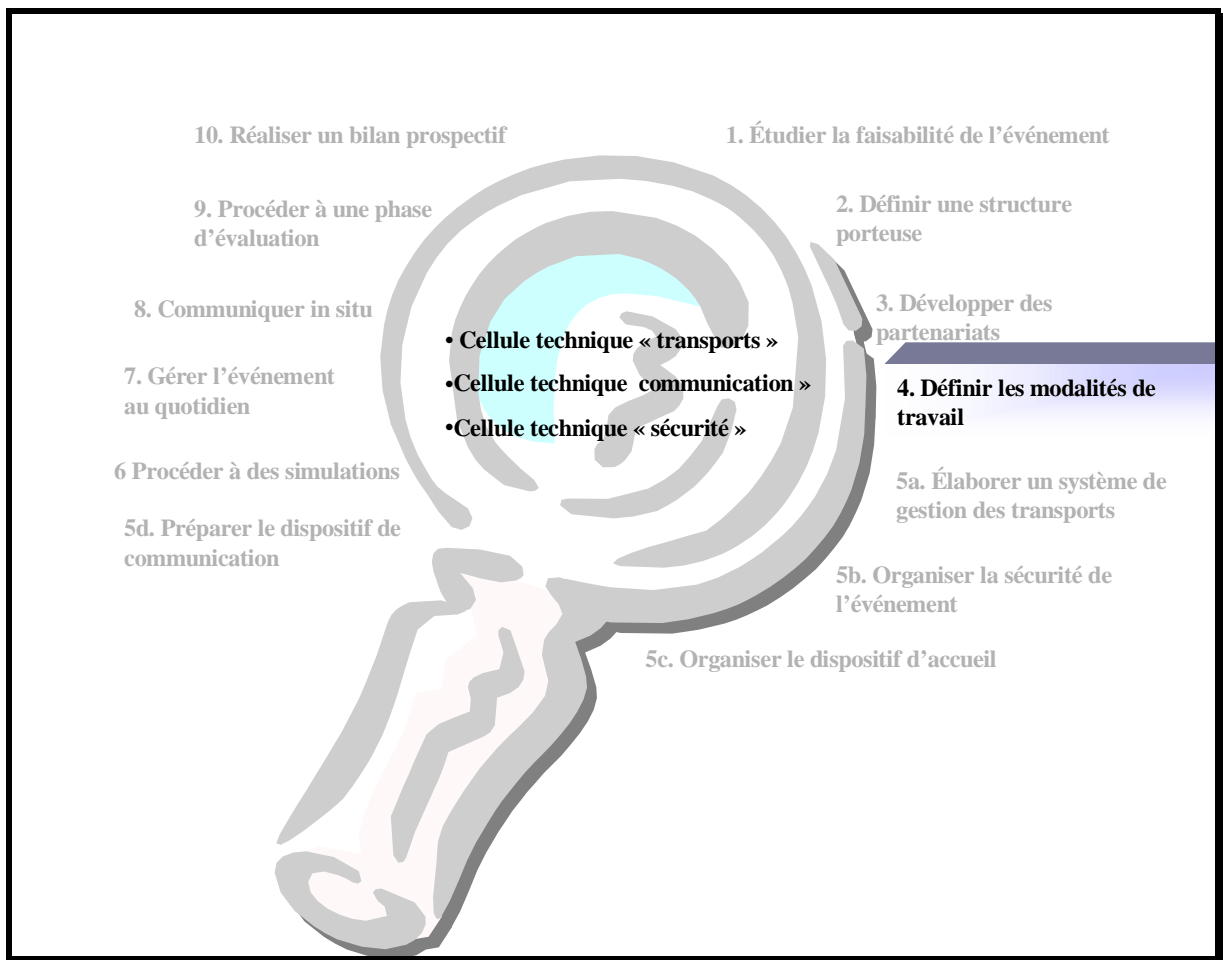 10. Réaliser un bilan prospectif
1. Étudier la faisabilité de l’événement
9. Procéder à une phase
d’évaluation
2. Définir une structure
porteuse
8. Communiquer in situ
3. Développer des
partenariats
• Cellule technique « transports »
•Cellule technique  communication »
•Cellule technique « sécurité »
7. Gérer l’événement
au quotidien
4. Définir les modalités de
travail
6 Procéder à des simulations
5a. Élaborer un système de
gestion des transports
5d. Préparer le dispositif de
communication
5b. Organiser la sécurité de
l’événement
5c. Organiser le dispositif d’accueil